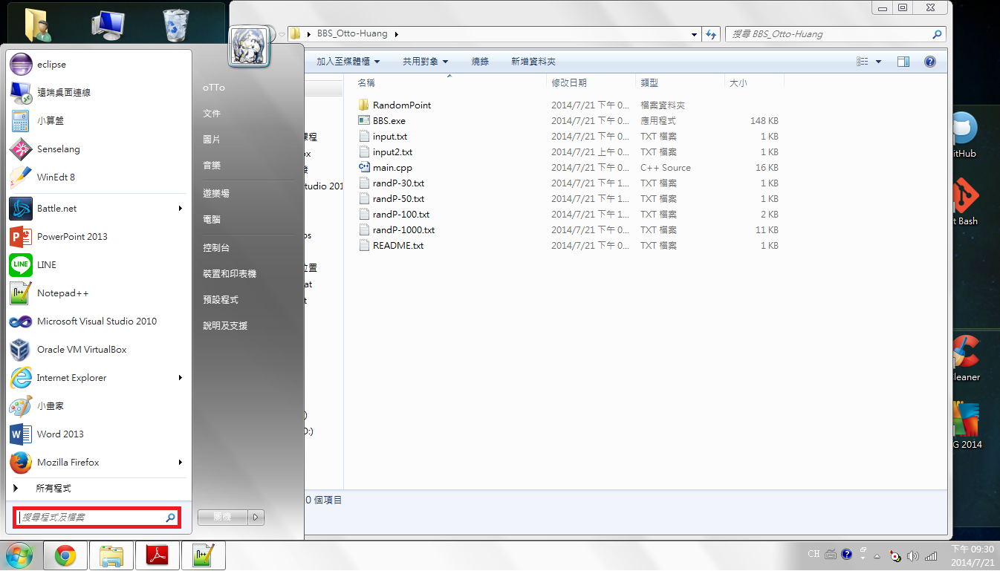 BBS_Otto-Huang
搜尋 BBS_Otto-Huang
加入至媒體櫃 共用對象 燒錄 新增資料夾
名稱 修改日期 類型 大小
RandomPoint 2014/7/21 下午 0... 檔案資料夾
BBS.exe 2014/7/21 下午 0... 應用程式 148 KB
input.txt 2014/7/21 下午 0... TXT 檔案 1 KB
input2.txt 2014/7/21 上午 0... TXT 檔案 1 KB
main.cpp 2014/7/21 下午 0... C++ Source 16 KB
randP-30.txt 2014/7/21 下午 1... TXT 檔案 1 KB
randP-50.txt 2014/7/21 下午 1... TXT 檔案 1 KB
randP-100.txt 2014/7/21 下午 1... TXT 檔案 2 KB
randP-1000.txt 2014/7/21 下午 0... TXT 檔案 11 KB
README.txt 2014/7/21 下午 0... TXT 檔案 1 KB
0 個項目
eclipse
遠端桌面連線
小算盤
Senselang
WinEdt 8
Battle.net
PowerPoint 2013
LINE
Notepad++
Microsoft Visual Studio 2010
Oracle VM VirtualBox
Internet Explorer
小畫家
Word 2013
Mozilla Firefox
所有程式
搜尋程式及檔案
oTTo
文件
圖片
音樂
遊樂場
電腦
控制台
裝置和印表機
預設程式
說明及支援
關機
課程
ox
tudio 201
os
位置
at
t
)
D:)
itHub
t Bash
leaner
G 2014
CH
下午 09:30
2014/7/21